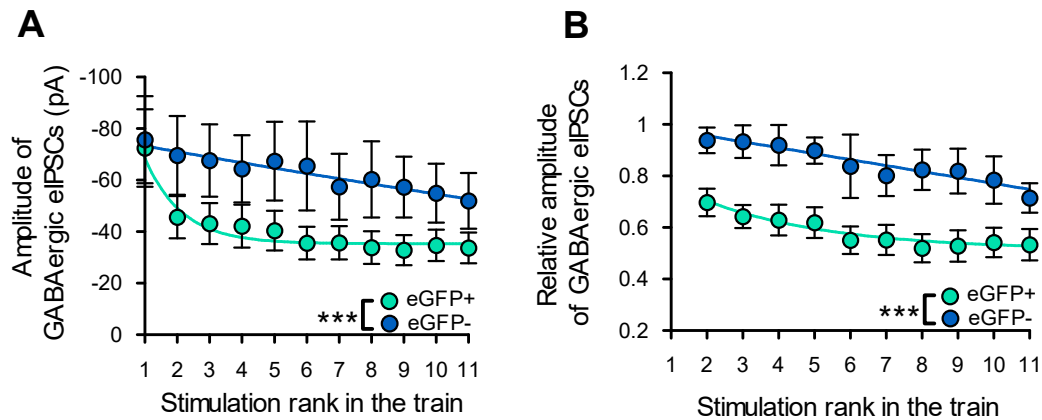 A
Amplitude of
GABAergic eIPSCs (pA)
-100
-80
-60
-40
-20
0
1 2 3 4 5 6 7 8 9 10 11
Stimulation rank in the train
*** eGFP+
eGFP-
B
Relative amplitude
of GABAergic eIPSCs
1.2
1
0.8
0.6
0.4
0.2
1 2 3 4 5 6 7 8 9 10 11
Stimulation rank in the train
*** eGFP+
eGFP-